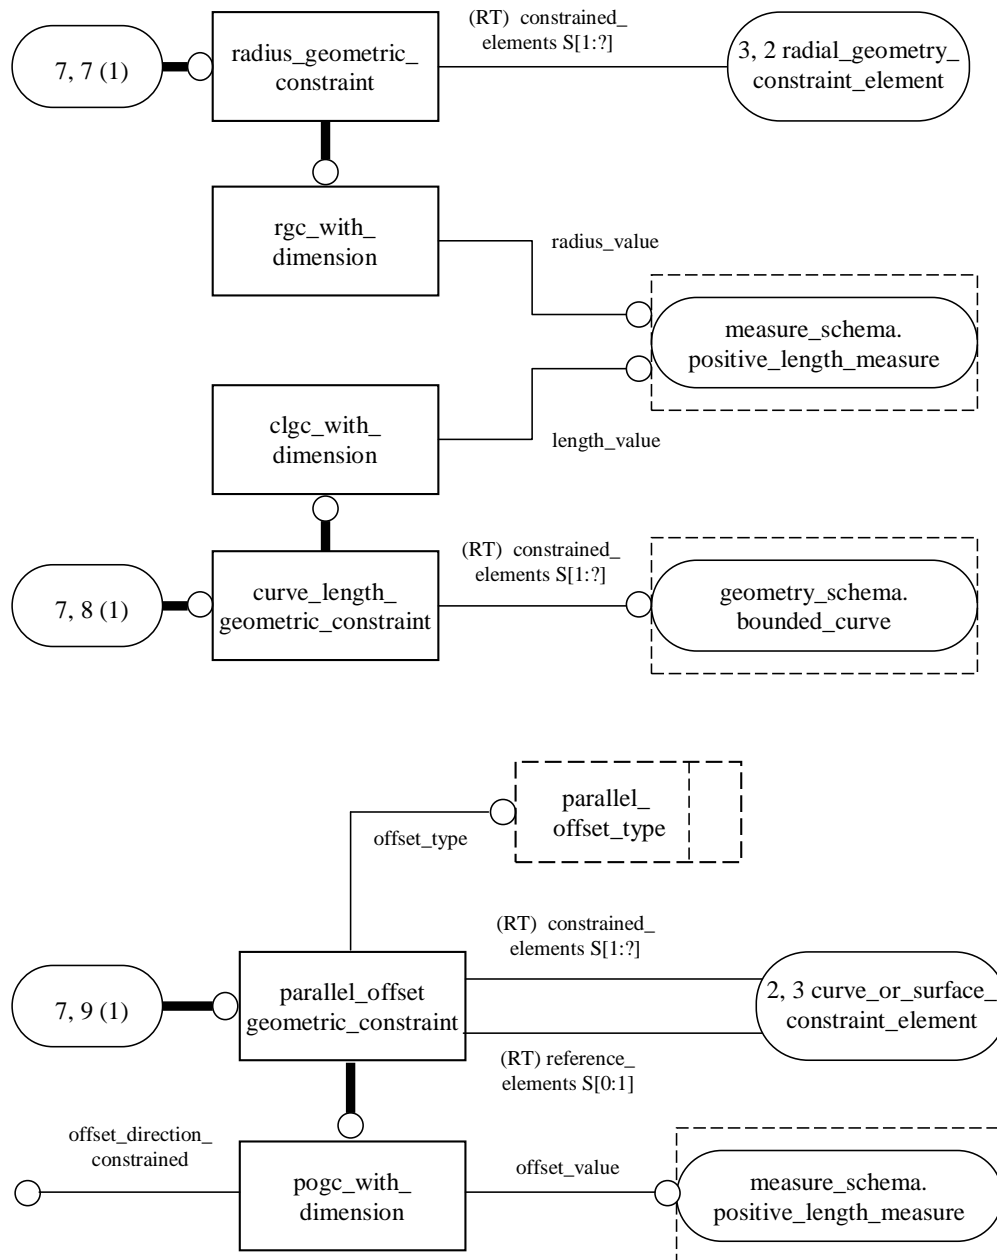 (RT) constrained_
elements S[1:?]
7, 7 (1)
radius_geometric_
constraint
3, 2 radial_geometry_
constraint_element
rgc_with_
dimension
radius_value
measure_schema.
positive_length_measure
clgc_with_
dimension
length_value
(RT) constrained_
elements S[1:?]
7, 8 (1)
curve_length_
geometric_constraint
geometry_schema.
bounded_curve
parallel_
offset_type
offset_type
(RT) constrained_
elements S[1:?]
7, 9 (1)
parallel_offset
geometric_constraint
2, 3 curve_or_surface_
constraint_element
(RT) reference_
elements S[0:1]
offset_direction_
constrained
pogc_with_
dimension
offset_value
measure_schema.
positive_length_measure